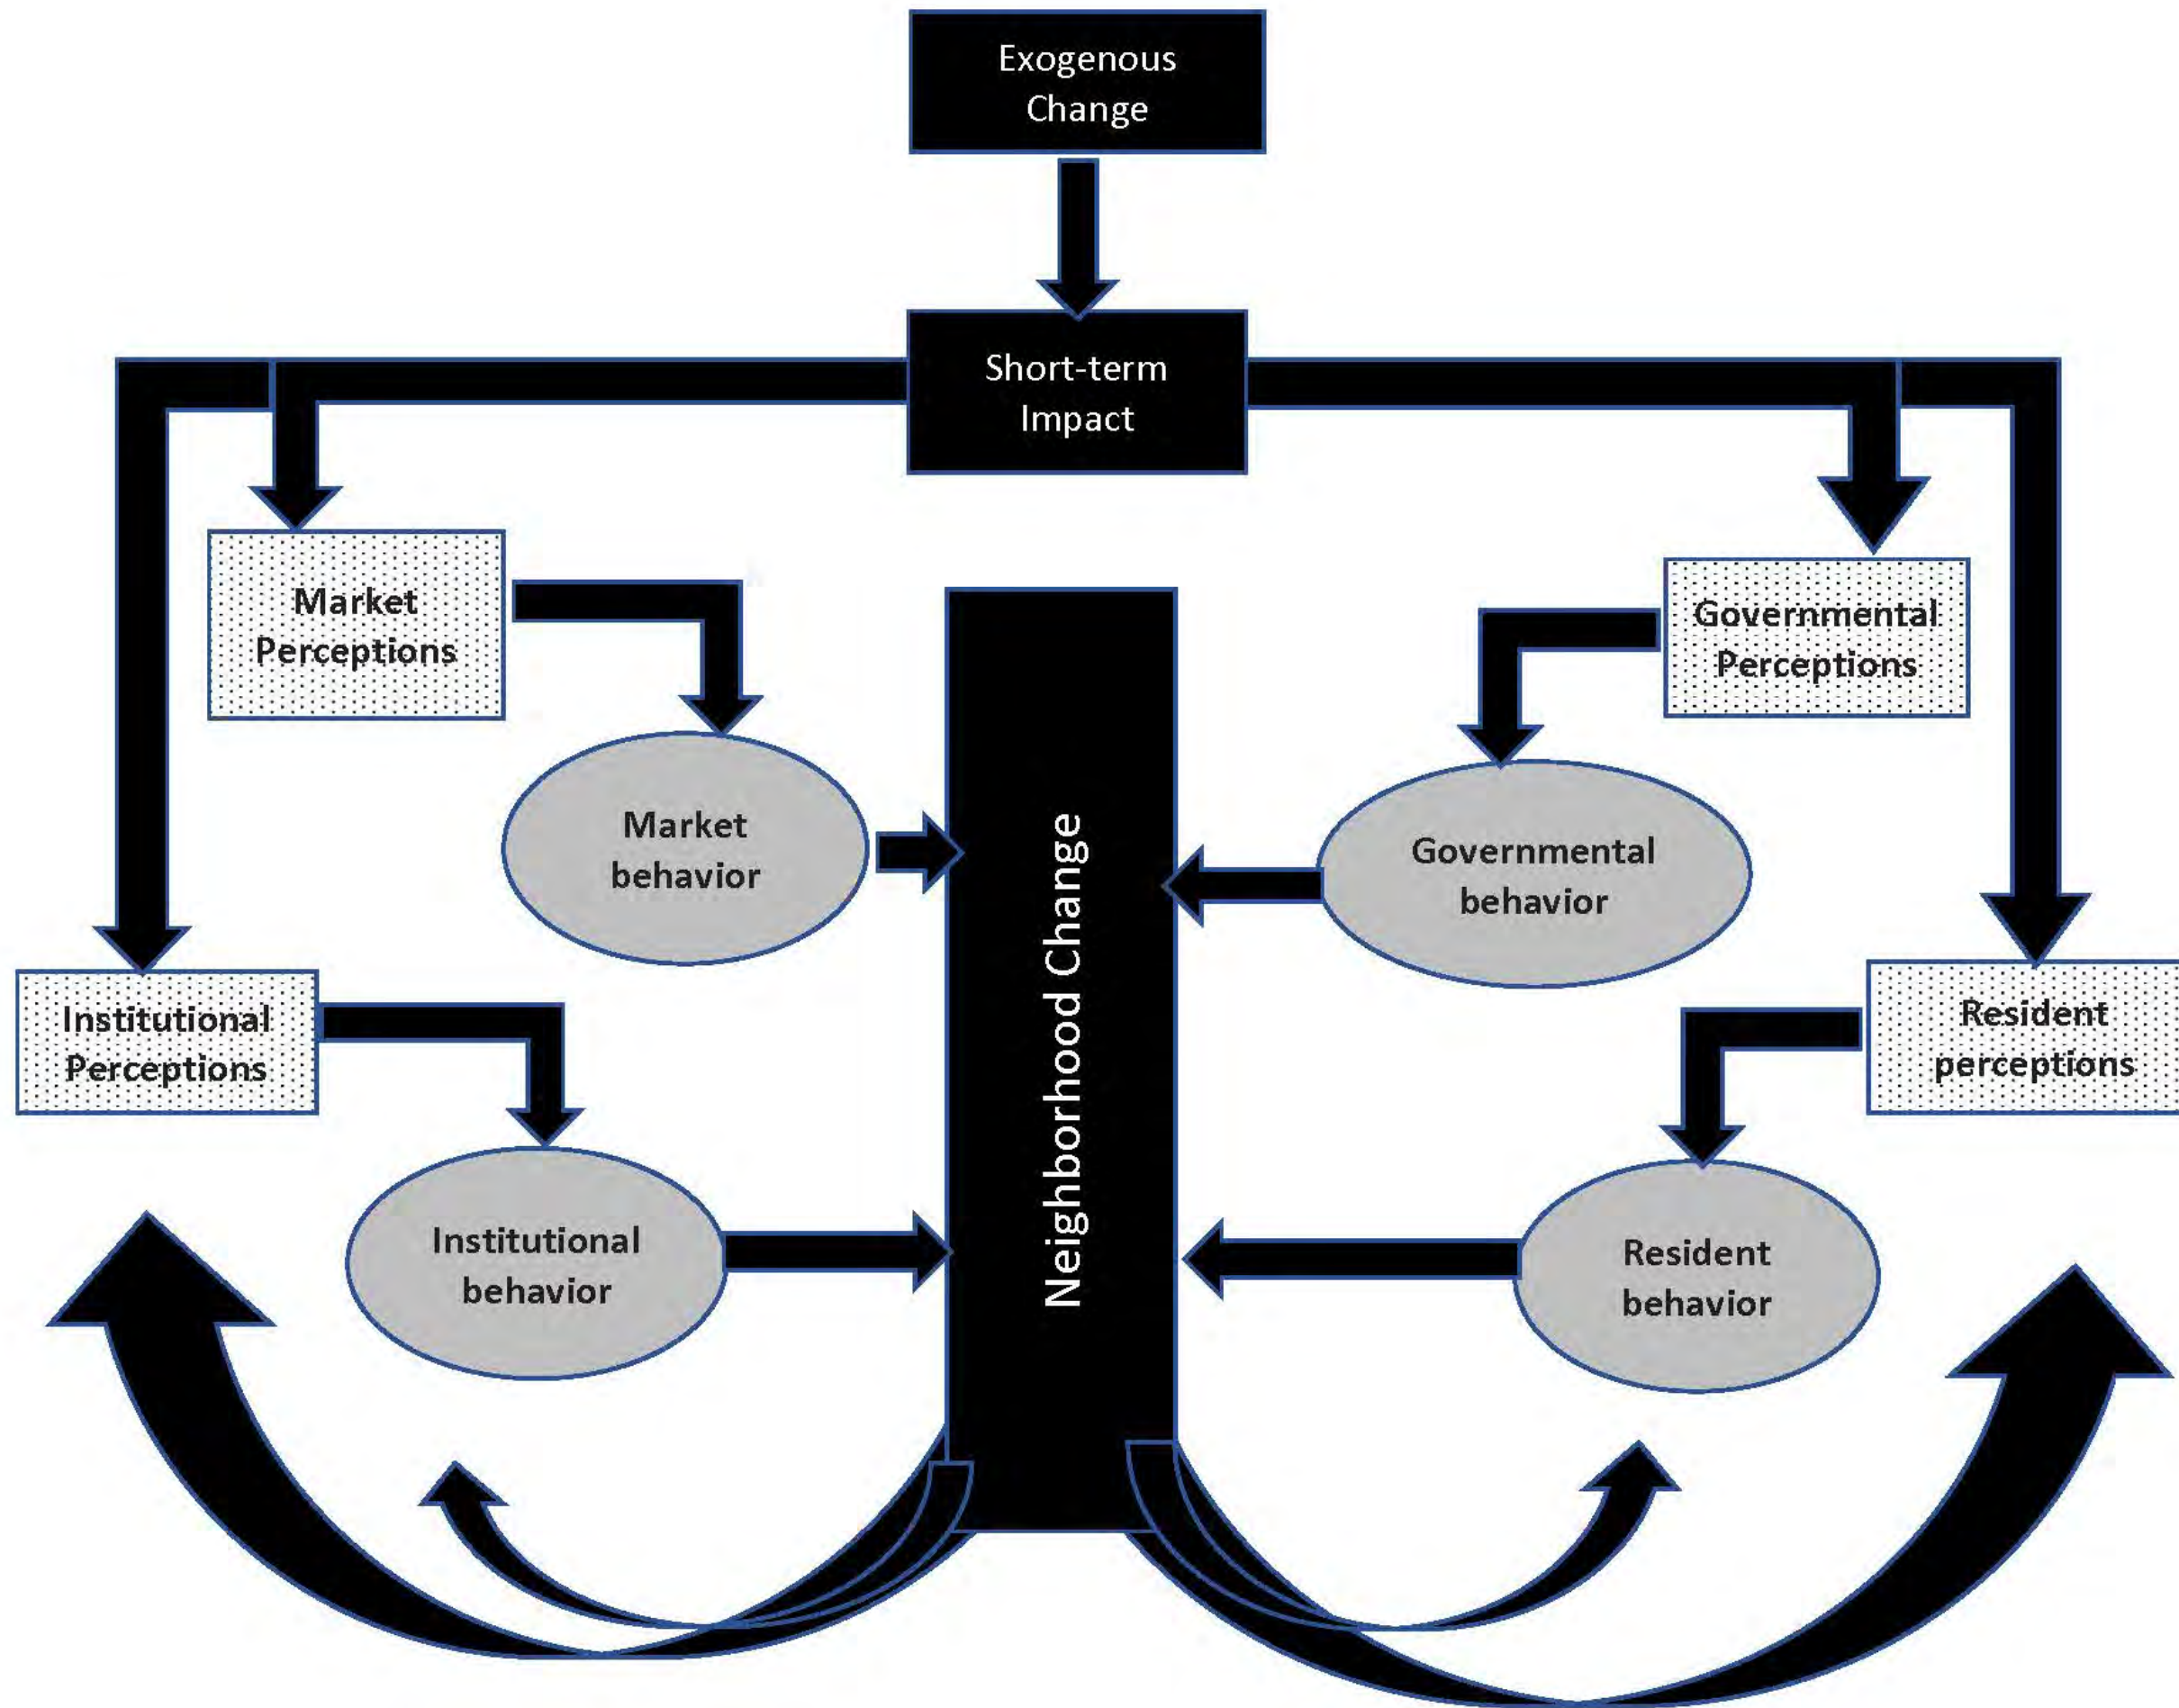 Exogenous
Change
Short-term
Impact
Market
Perceptions
Governmental
Perceptions
Market
behavior
Governmental
behavior
Neighborhood Change
Institutional
Perceptions
Resident
perceptions
Institutional
behavior
Resident
behavior